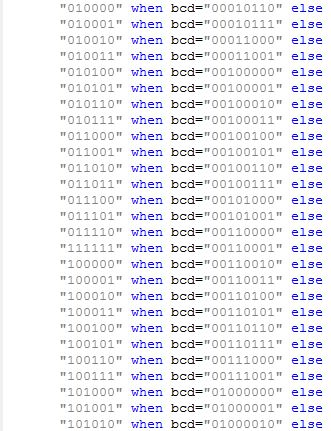 "010000" when bcd="00010110" else
"010001" when bcd="00010111" else
"010010" when bcd="00011000" else
"010011" when bcd="00011001" else
"010100" when bcd="00100000" else
"010101" when bcd="00100001" else
"010110" when bcd="00100010" else
"010111" when bcd="00100011" else
"011000" when bcd="00100100" else
"011001" when bcd="00100101" else
"011010" when bcd="00100110" else
"011011" when bcd="00100111" else
"011100" when bcd="00101000" else
"011101" when bcd="00101001" else
"011110" when bcd="00110000" else
"111111" when bcd="00110001" else
"100000" when bcd="00110010" else
"100001" when bcd="00110011" else
"100010" when bcd="00110100" else
"100011" when bcd="00110101" else
"100100" when bcd="00110110" else
"100101" when bcd="00110111" else
"100110" when bcd="00111000" else
"100111" when bcd="00111001" else
"101000" when bcd="01000000" else
"101001" when bcd="01000001" else
"101010" when bcd="01000010" else